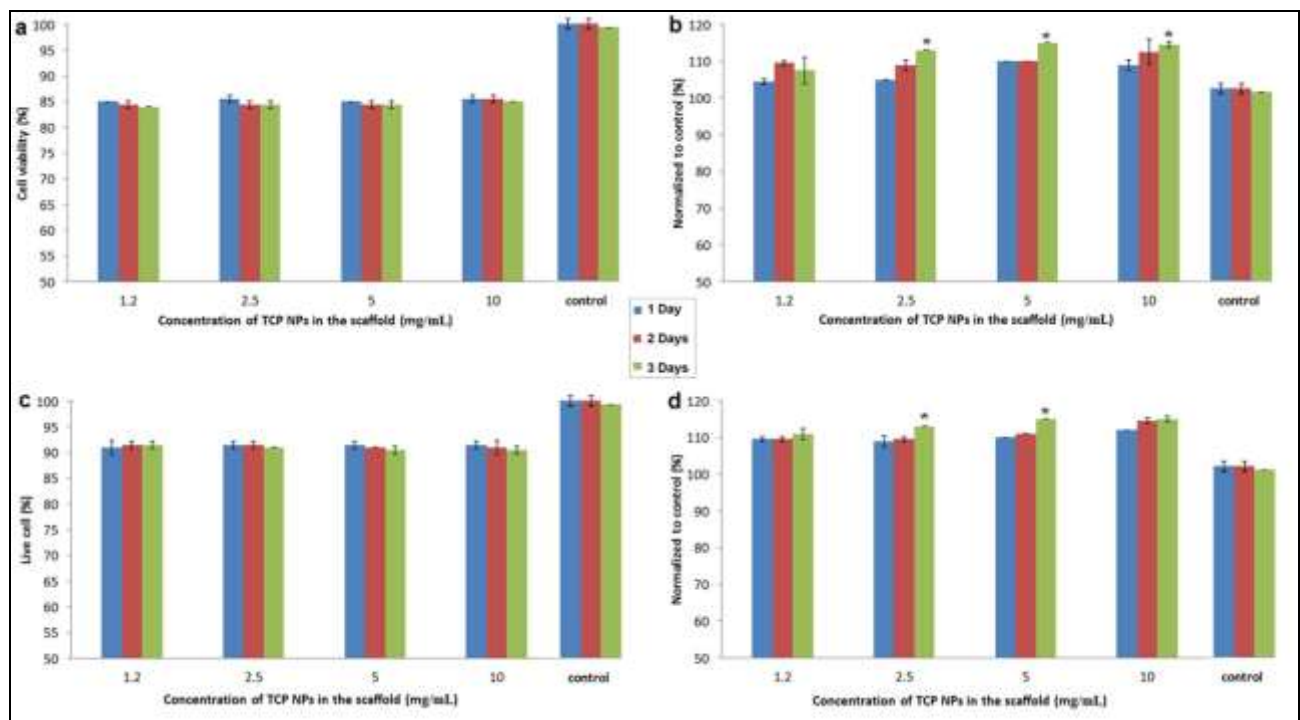 a
100
95
90
85
80
75
70
65
60
55
50
Cell viability (%)
1.2 2.5 5 10 control
Concentration of TCP NPs in the scaffold (mg/mL)
b
120
110
100
90
80
70
60
50
Normalized to control (%)
* * *
1.2 2.5 5 10 control
Concentration of TCP NPs in the scaffold (mg/mL)
1 Day
2 Days
3 Days
c
100
95
90
85
80
75
70
65
60
55
50
Live cell (%)
1.2 2.5 5 10 control
Concentration of TCP NPs in the scaffold (mg/mL)
d
120
110
100
90
80
70
60
50
Normalized to control (%)
* *
1.2 2.5 5 10 control
Concentration of TCP NPs in the scaffold (mg/mL)